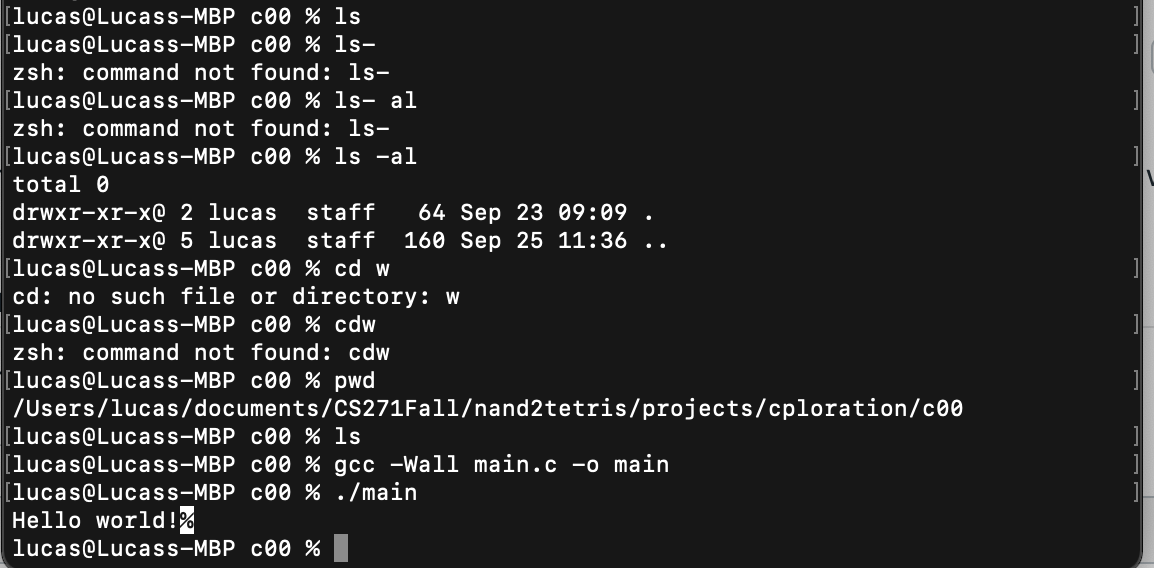 [lucas@Lucass-MBP c00 % ls ]
[lucas@Lucass-MBP c00 % ls- ]
zsh: command not found: ls-
[lucas@Lucass-MBP c00 % ls- al ]
zsh: command not found: ls-
[lucas@Lucass-MBP c00 % ls -al ]
total 0
drwxr-xr-x@ 2 lucas  staff   64 Sep 23 09:09 .
drwxr-xr-x@ 5 lucas  staff  160 Sep 25 11:36 ..
[lucas@Lucass-MBP c00 % cd w ]
cd: no such file or directory: w
[lucas@Lucass-MBP c00 % cdw ]
zsh: command not found: cdw
[lucas@Lucass-MBP c00 % pwd ]
/Users/lucas/documents/CS271Fall/nand2tetris/projects/cploration/c00
[lucas@Lucass-MBP c00 % ls ]
[lucas@Lucass-MBP c00 % gcc -Wall main.c -o main ]
[lucas@Lucass-MBP c00 % ./main ]
Hello world!%
lucas@Lucass-MBP c00 %